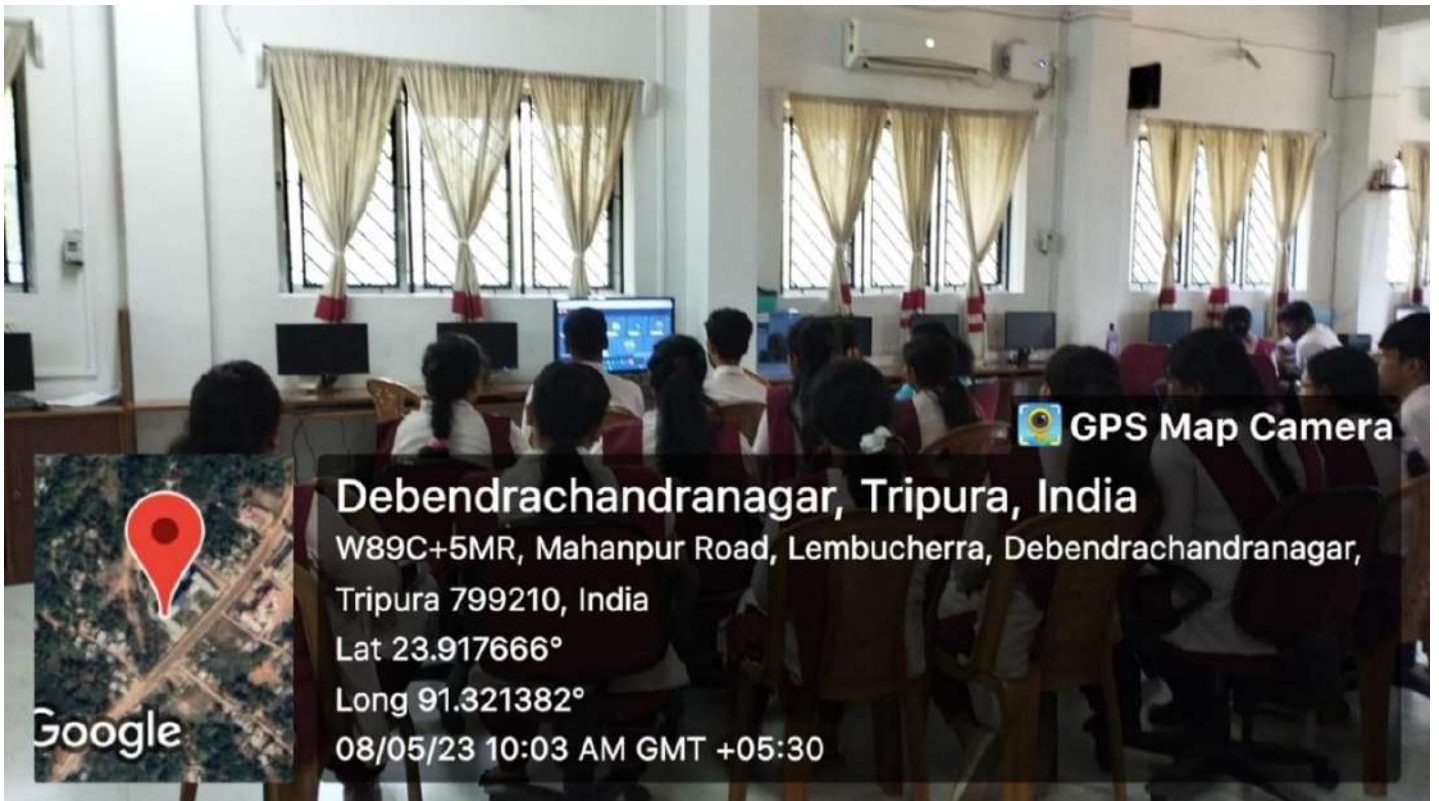 GPS Map Camera
Debendrachandranagar, Tripura, India
W89C+5MR, Mahanpur Road, Lembucherra, Debendrachandranagar,
Tripura 799210, India
Lat 23.917666°
Long 91.321382°
08/05/23 10:03 AM GMT +05:30
Google